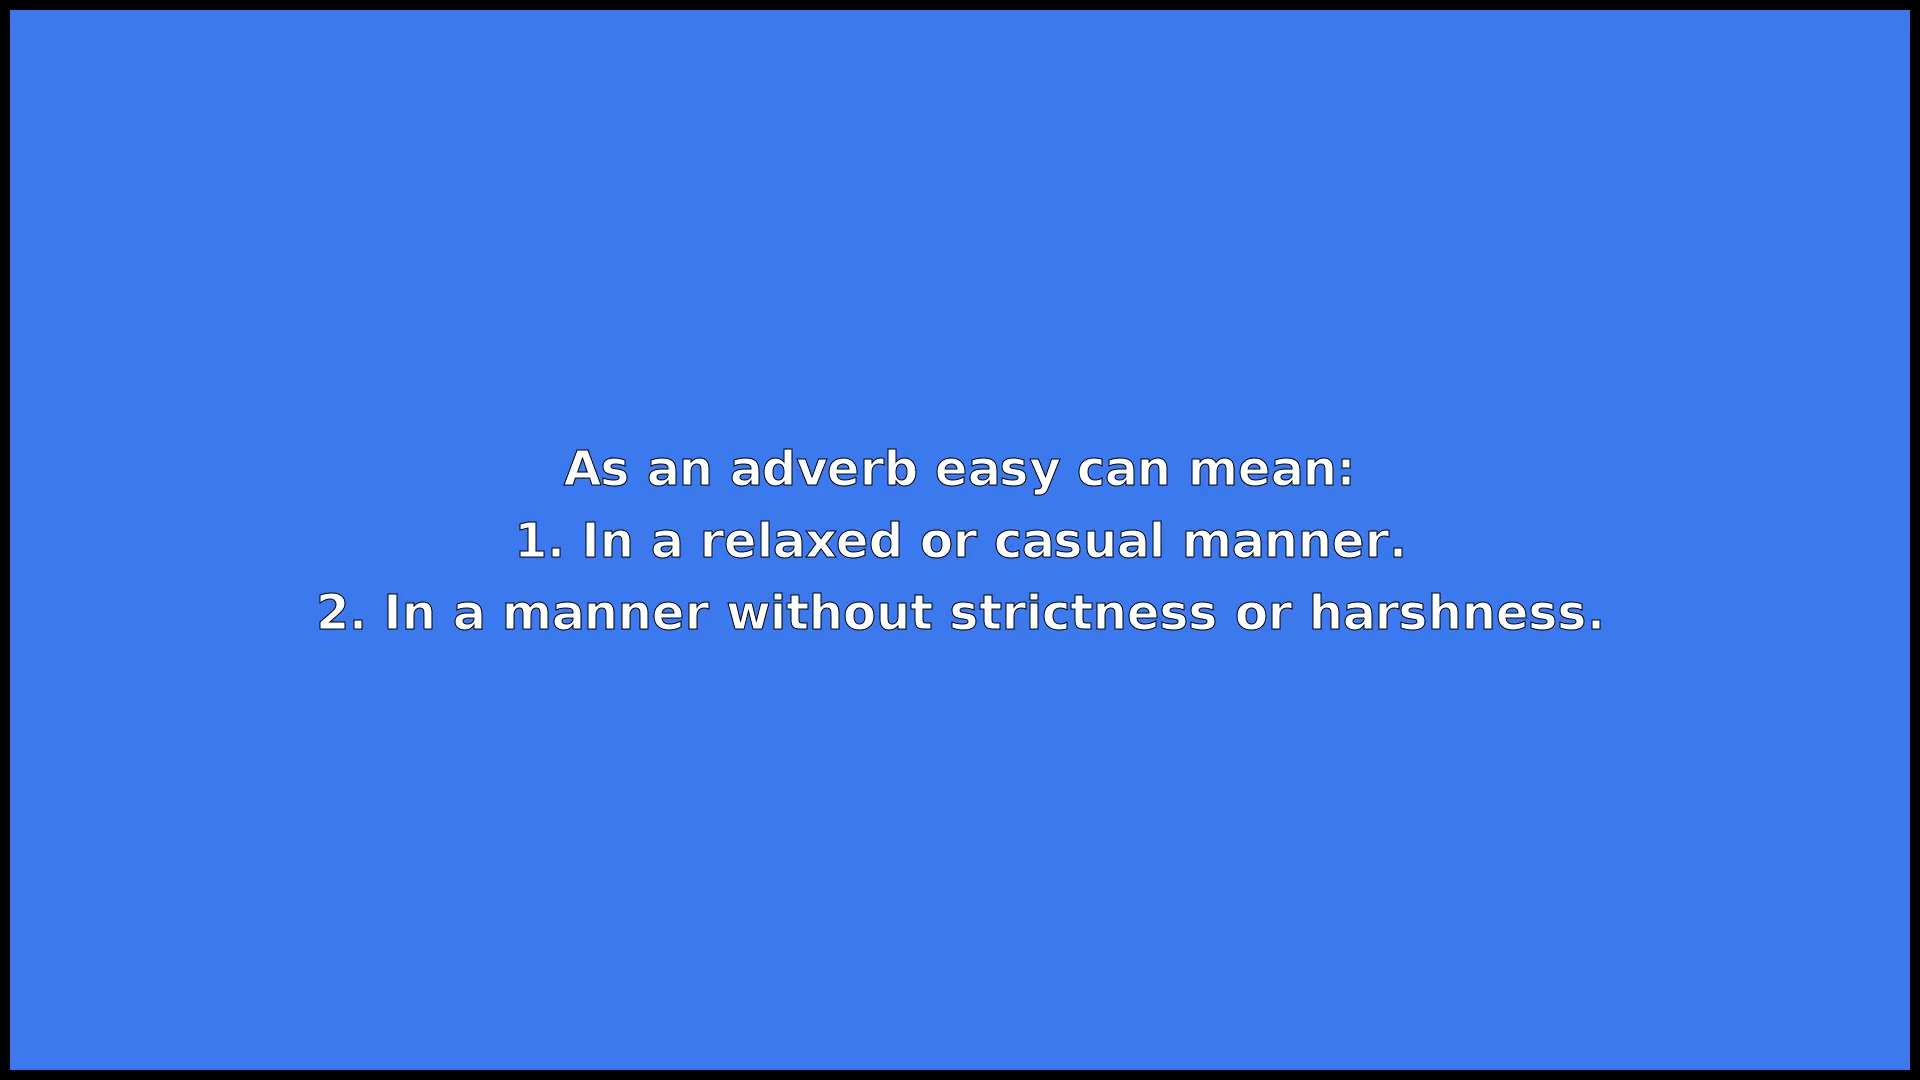 As an adverb easy can mean:
1. In a relaxed or casual manner.
2. In a manner without strictness or harshness.